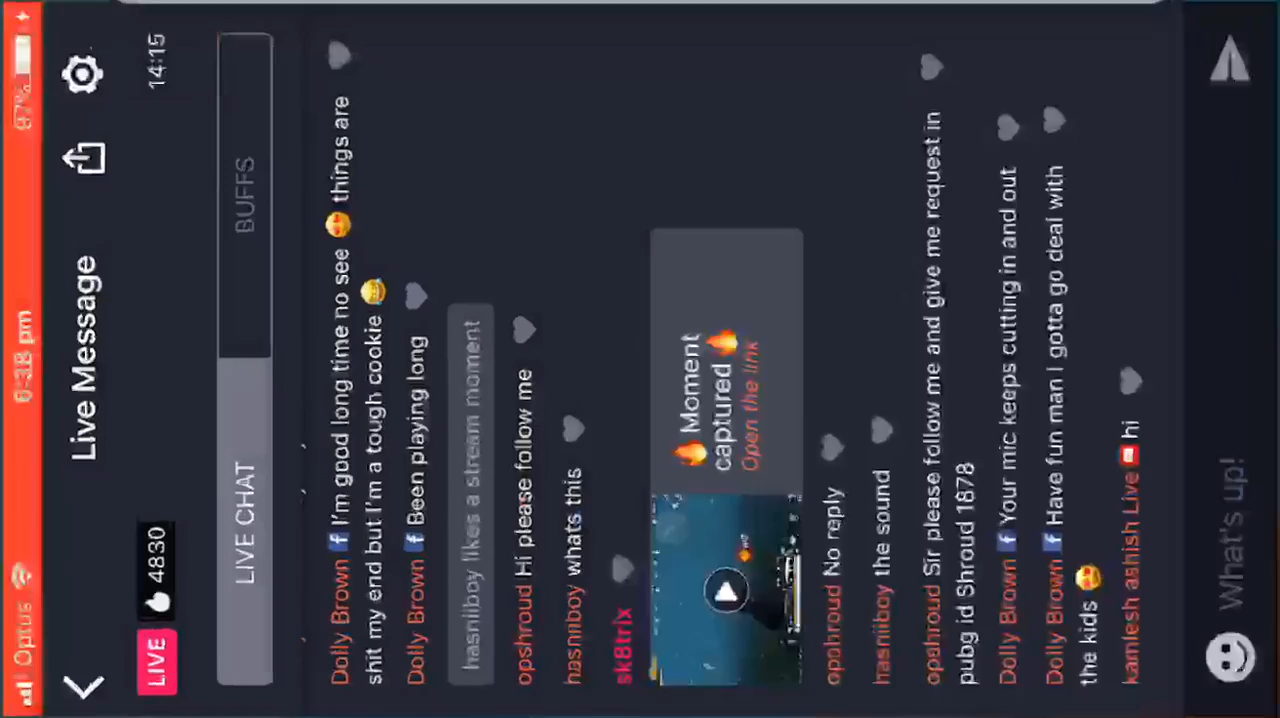 Optus
6:38 pm
97%
Live Message
LIVE
4830
14:15
LIVE CHAT
BUFFS
Dolly Brown f I'm good long time no see 😍 things are
shit my end but I'm a tough cookie 😂
Dolly Brown f Been playing long
hasniiboy likes a stream moment
opshroud Hi please follow me
hasniiboy whats this
sk8trix
🔥 Moment
captured 🔥
Open the link
opshroud No reply
hasniiboy the sound
opshroud Sir please follow me and give me request in
pubg id Shroud 1878
Dolly Brown f Your mic keeps cutting in and out
Dolly Brown f Have fun man I gotta go deal with
the kids 😍
kamlesh ashish Live hi
What's up!